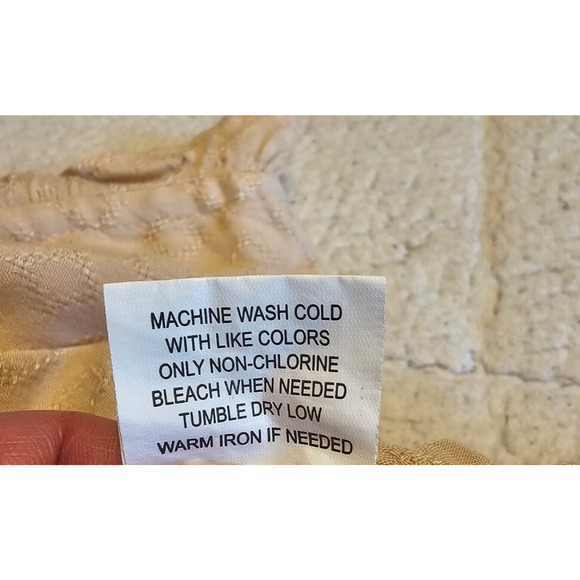 MACHINE WASH COLD
WITH LIKE COLORS
ONLY NON-CHLORINE
BLEACH WHEN NEEDED
TUMBLE DRY LOW
WARM IRON IF NEEDED